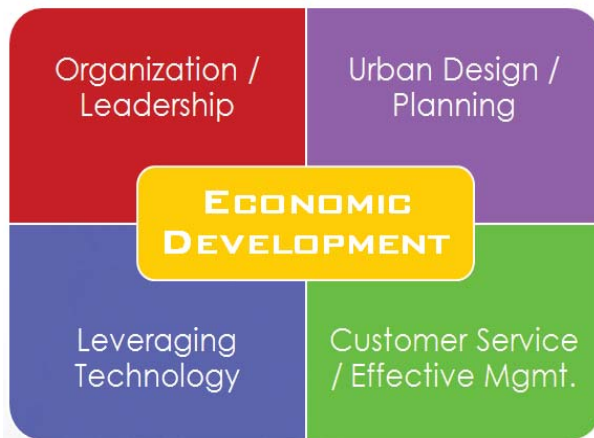 Organization /
Leadership
Urban Design /
Planning
ECONOMIC
DEVELOPMENT
Leveraging
Technology
Customer Service
/ Effective Mgmt.